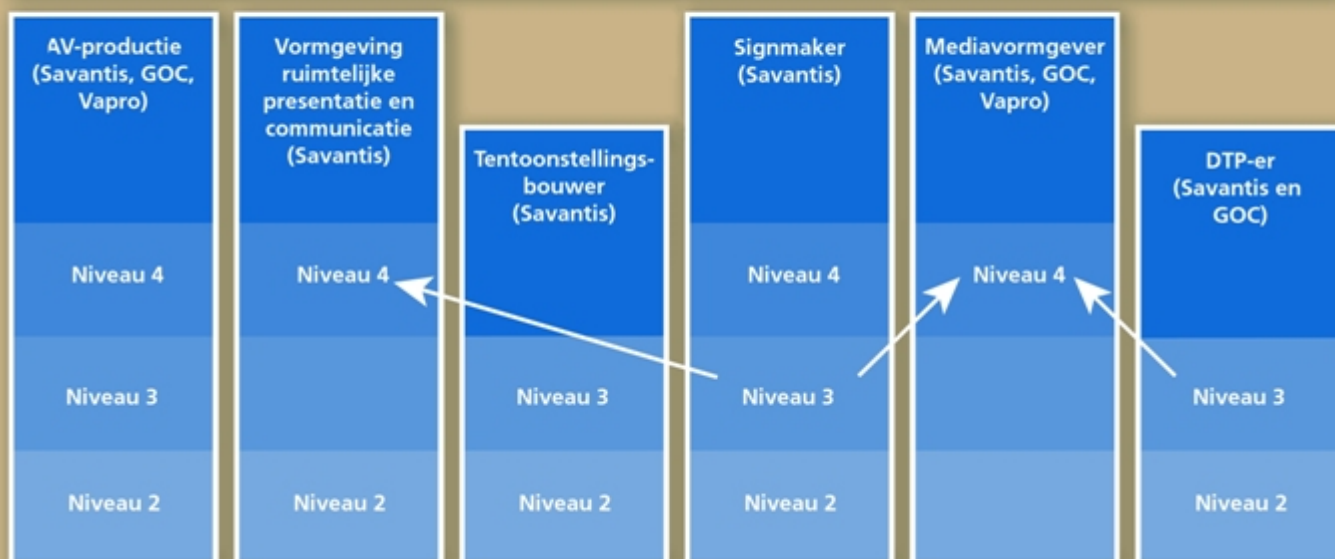 AV-productie
(Savantis, GOC,
Vapro)
Niveau 4
Niveau 3
Niveau 2
Vormgeving
ruimtelijke
presentatie en
communicatie
(Savantis)
Niveau 4
Niveau 2
Tentoonstellings-
bouwer
(Savantis)
Niveau 3
Niveau 2
Signmaker
(Savantis)
Niveau 4
Niveau 3
Niveau 2
Mediavormgever
(Savantis, GOC,
Vapro)
Niveau 4
DTP-er
(Savantis en
GOC)
Niveau 3
Niveau 2